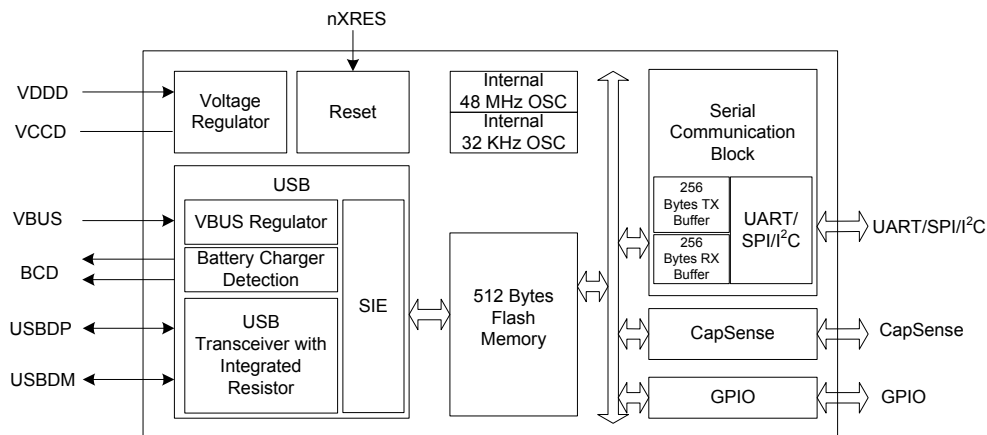 nXRES
VDDD
VCCD
Voltage
Regulator
Reset
Internal
48 MHz OSC
Internal
32 KHz OSC
Serial
Communication
Block
256
Bytes TX
Buffer
256
Bytes RX
Buffer
UART/
SPI/I²C
UART/SPI/I²C
USB
VBUS
VBUS Regulator
BCD
Battery Charger
Detection
USBDP
USBDM
USB
Transceiver with
Integrated
Resistor
SIE
512 Bytes
Flash
Memory
CapSense
CapSense
GPIO
GPIO